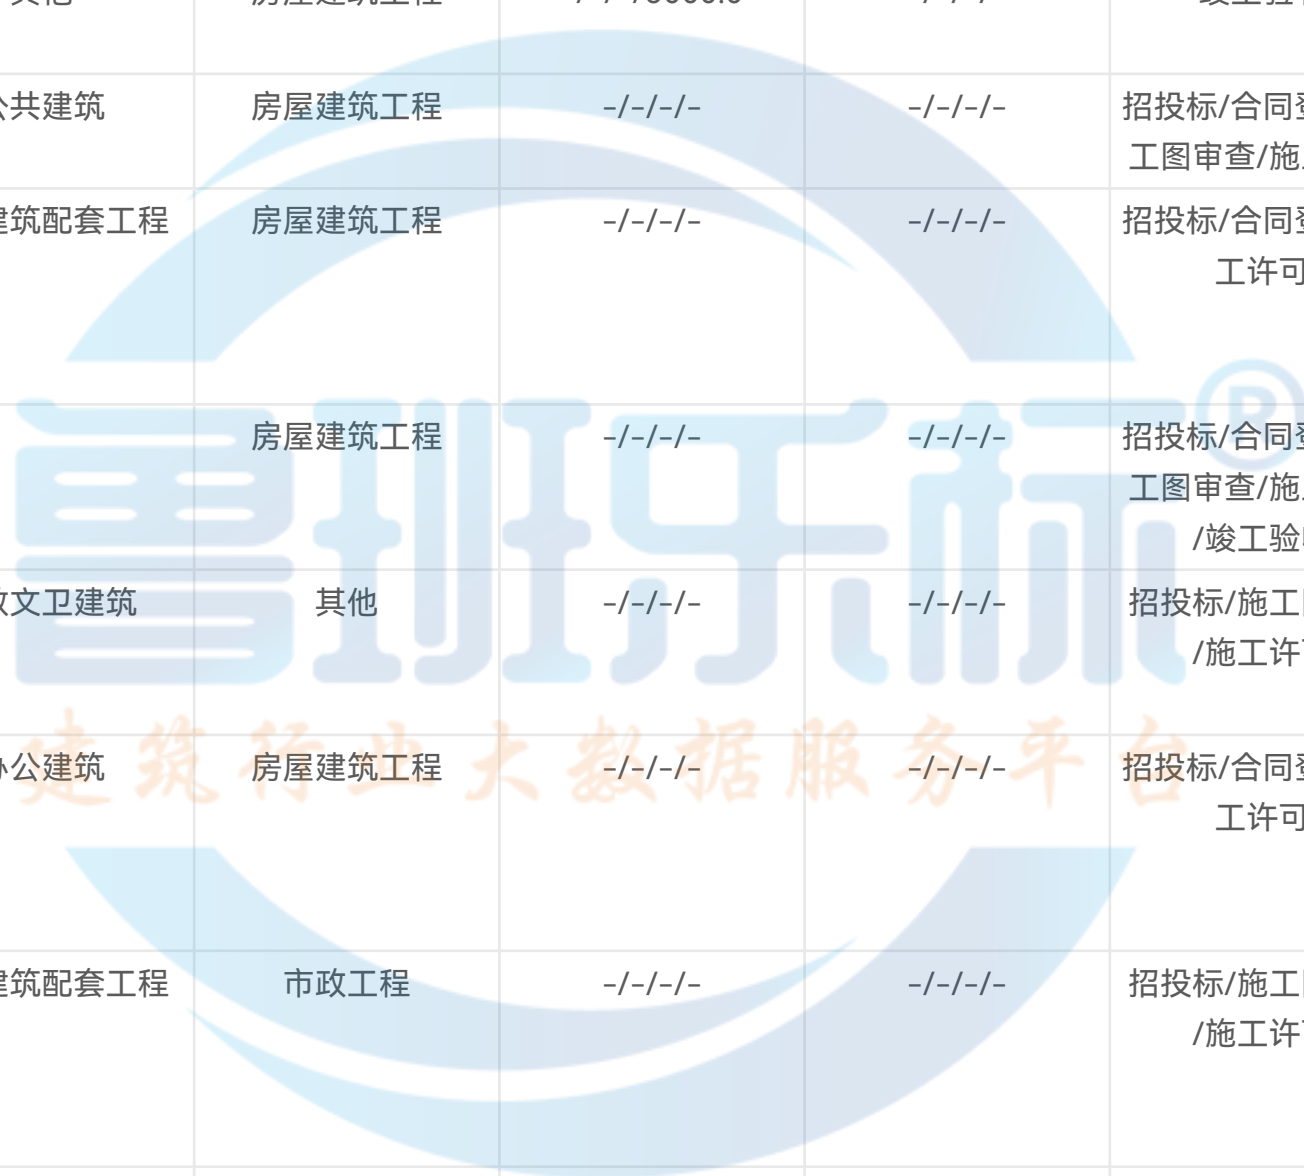 房屋建筑工程
公共建筑 房屋建筑工程 -/-/-/- -/-/-/- 招投标/合同
工图审查/施
建筑配套工程 房屋建筑工程 -/-/-/- -/-/-/- 招投标/合同
工许可
房屋建筑工程 -/-/-/- -/-/-/- 招投标/合同
工图审查/施
/竣工验
文卫建筑 其他 -/-/-/- -/-/-/- 招投标/施工
/施工许
办公建筑 房屋建筑工程 -/-/-/- -/-/-/- 招投标/合同
工许可
建筑配套工程 市政工程 -/-/-/- -/-/-/- 招投标/施工
/施工许
鲁班乐标®
建筑行业大数据服务平台